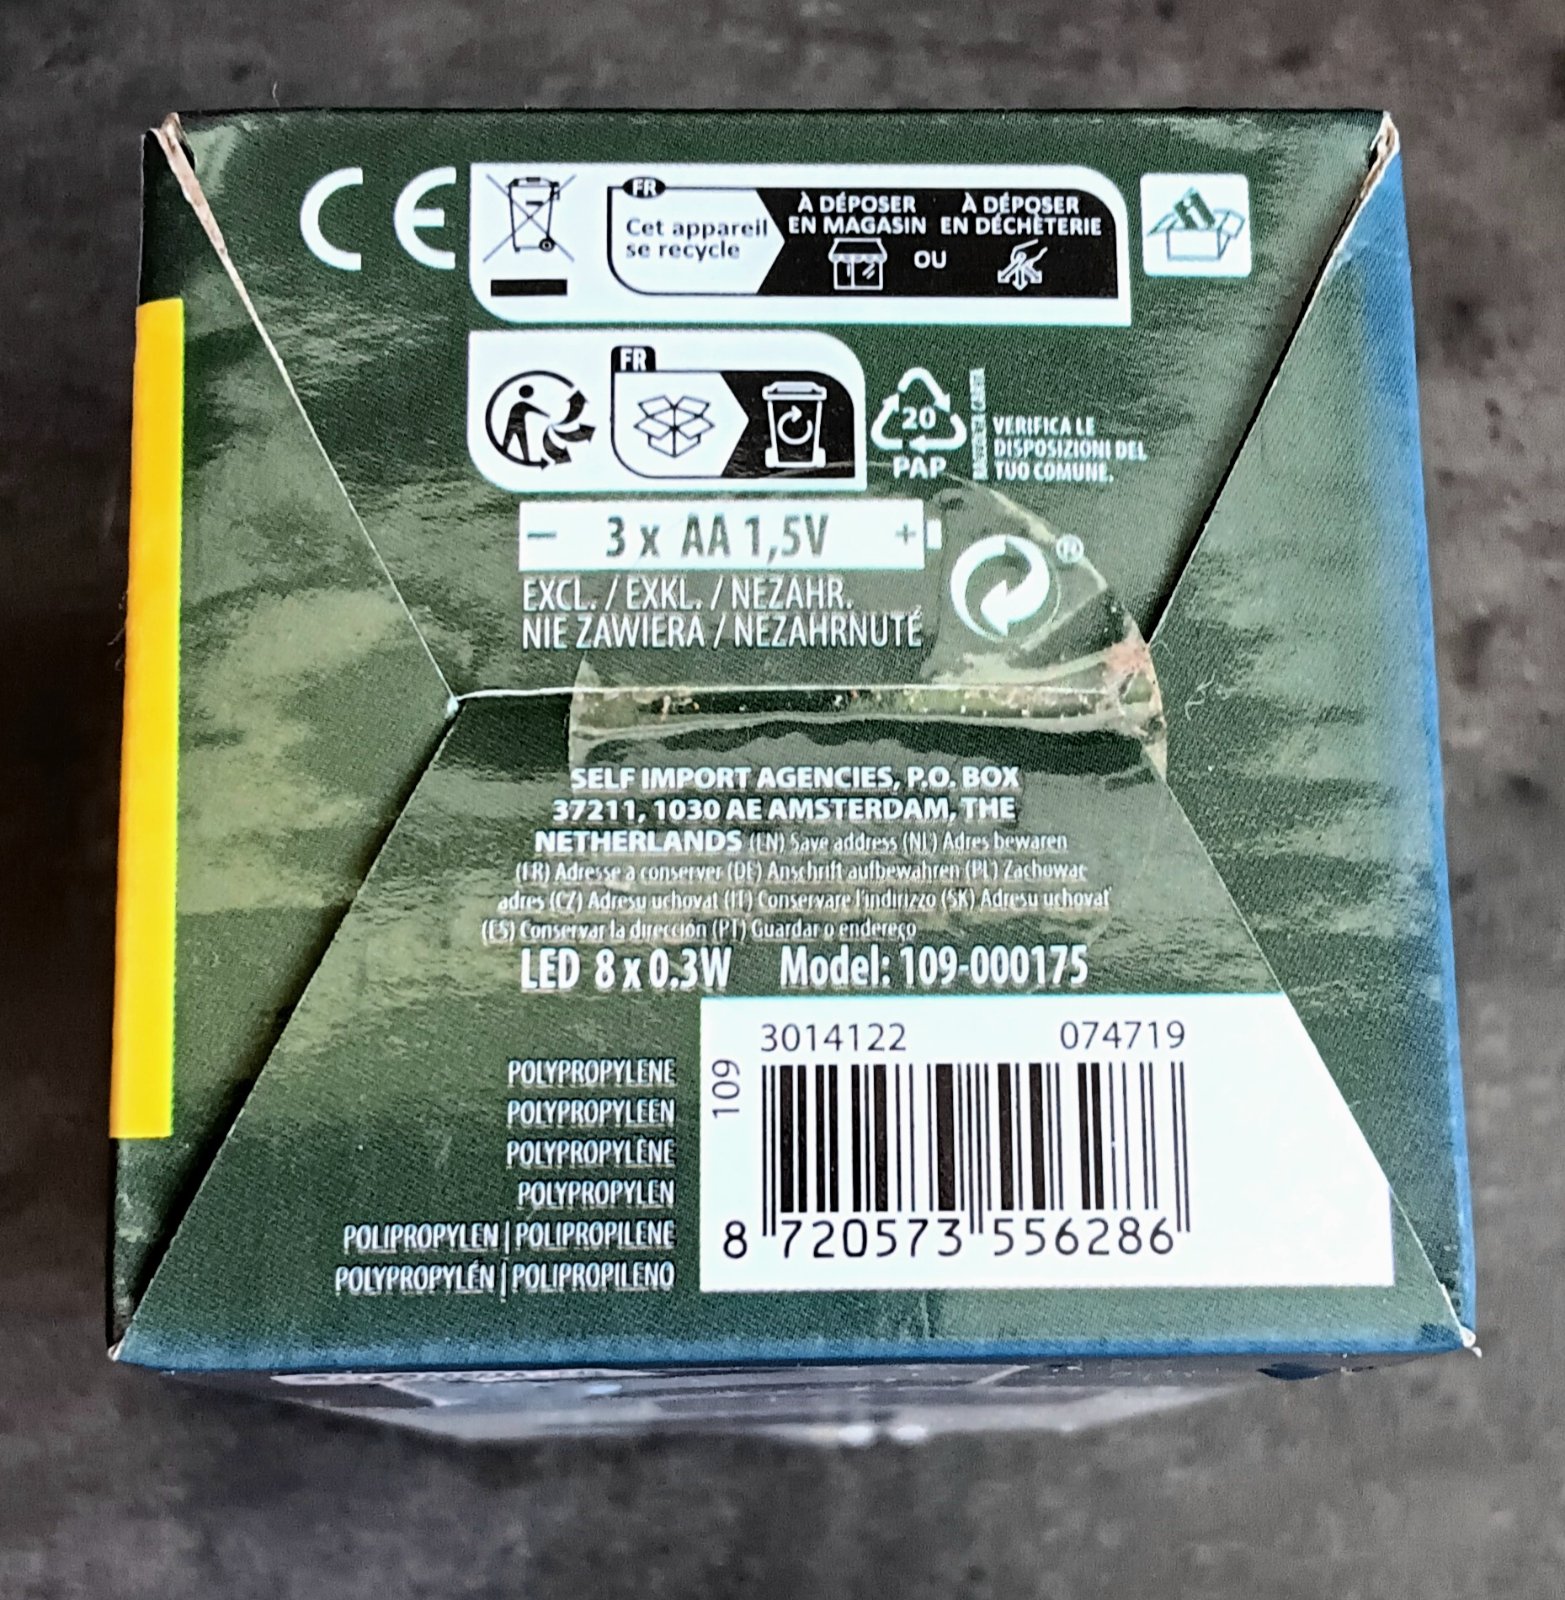 CE
FR
Cet appareil
se recycle
À DÉPOSER
EN MAGASIN
OU
À DÉPOSER
EN DÉCHÈTERIE
i
FR
20
PAP
VERIFICA LE
DISPOSIZIONI DEL
TUO COMUNE.
− 3 x AA 1,5V +
EXCL. / EXKL. / NEZAHR.
NIE ZAWIERA / NEZAHRNUTÉ
®
SELF IMPORT AGENCIES, P.O. BOX
37211, 1030 AE AMSTERDAM, THE
NETHERLANDS (EN) Save address (NL) Adres bewaren
(FR) Adresse a conserver (DE) Anschrift aufbewahren (PL) Zachować
adres (CZ) Adresu uchovat (IT) Conservare l'indirizzo (SK) Adresu uchovať
(ES) Conservar la dirección (PT) Guardar o endereço
LED 8 x 0.3W Model: 109-000175
POLYPROPYLENE
POLYPROPYLEEN
POLYPROPYLÈNE
POLYPROPYLEN
POLIPROPYLEN | POLIPROPILENE
POLYPROPYLÉN | POLIPROPILENO
3014122 074719
109
8 720573 556286